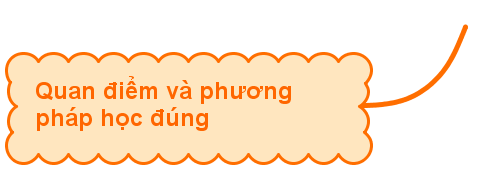 Quan điểm và phương
pháp học đúng